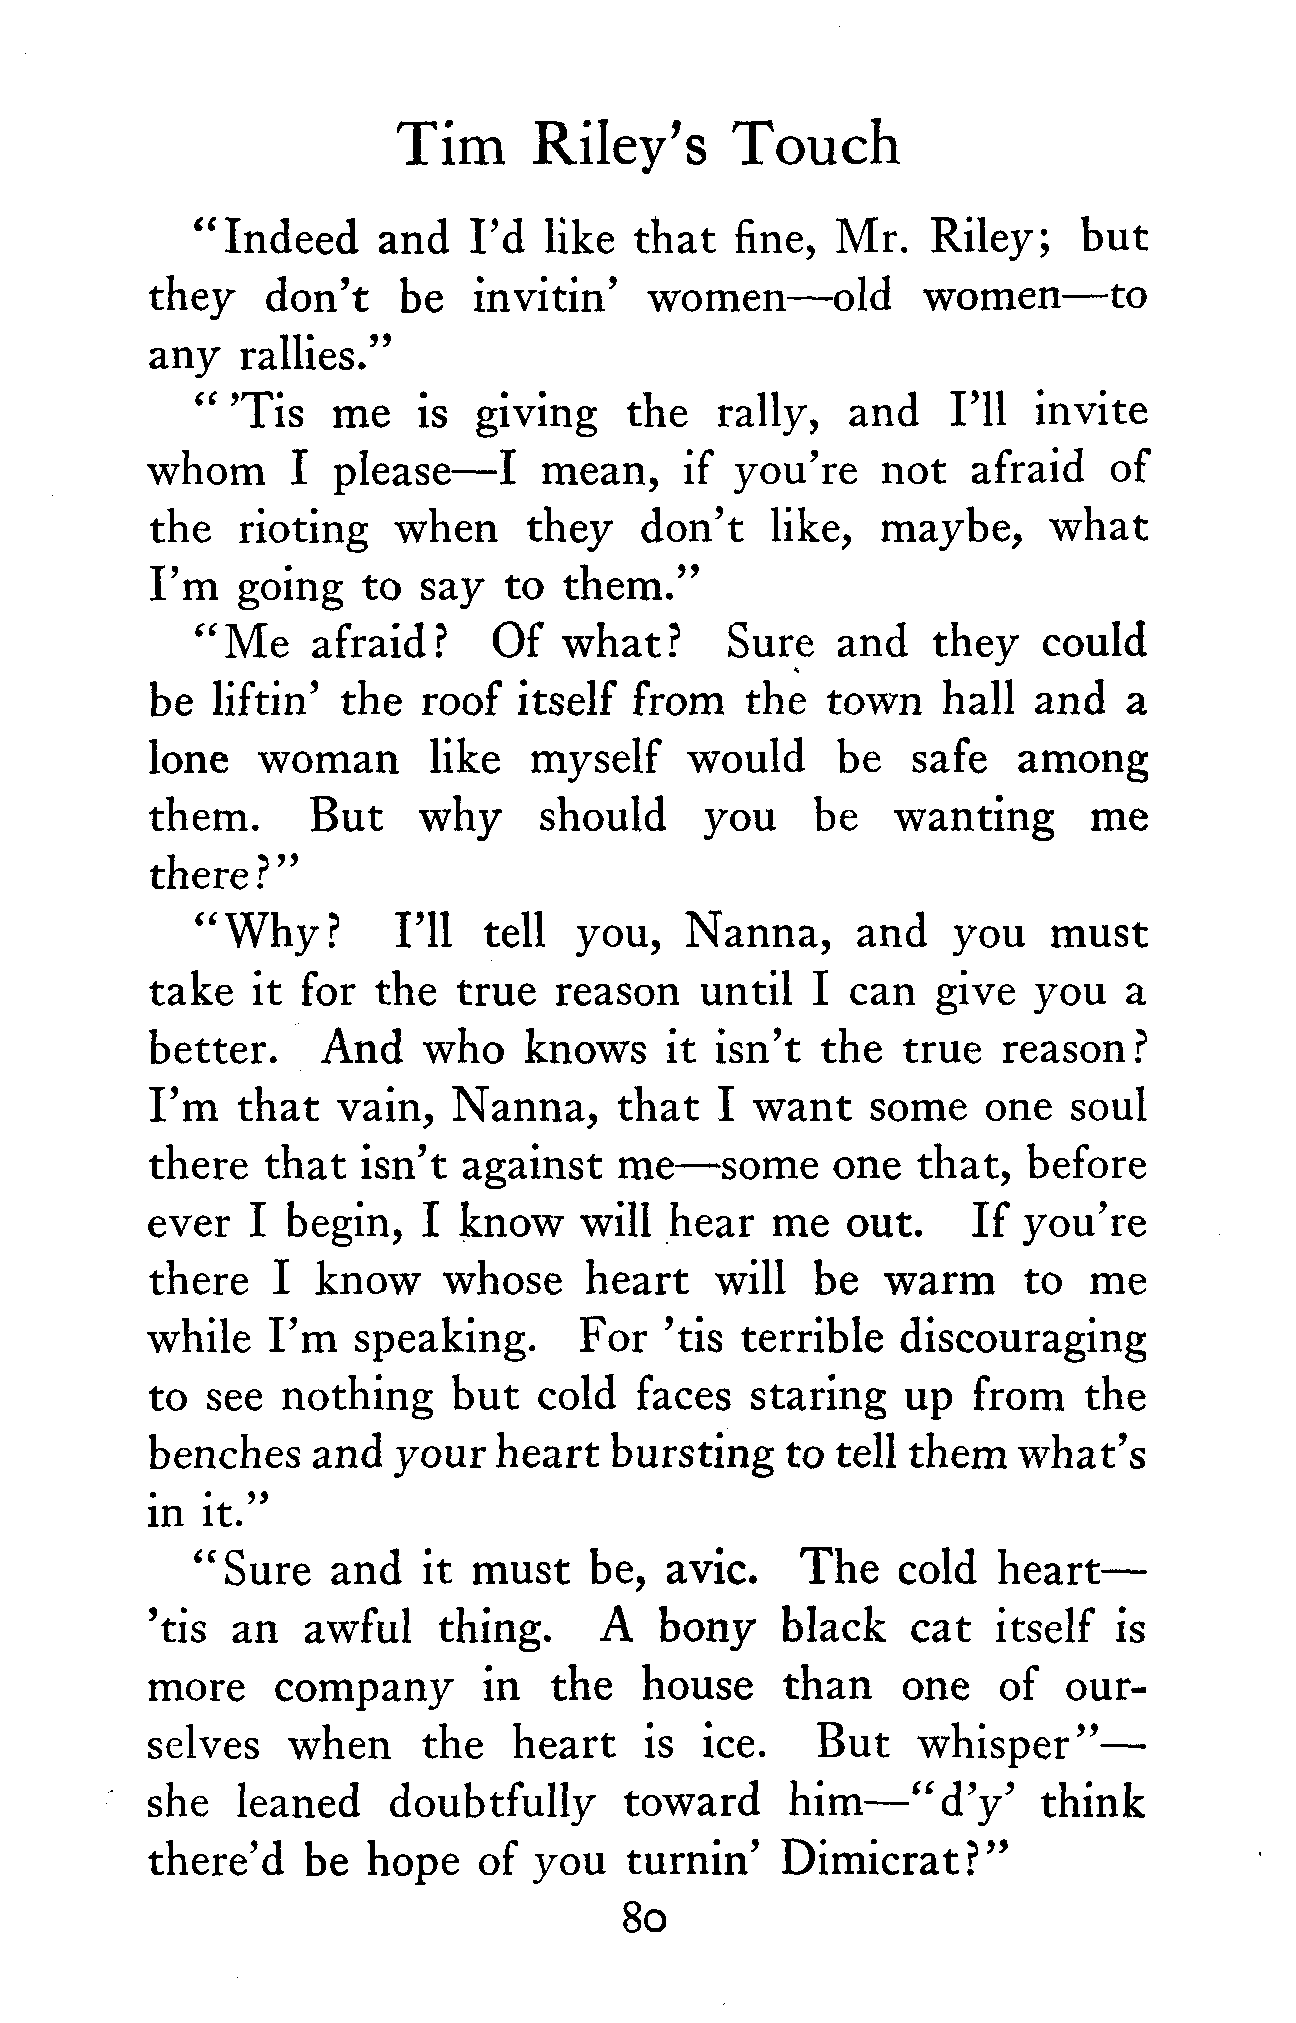 Tim Riley's Touch
"Indeed and I'd like that fine, Mr. Riley; but
they don't be invitin' women—old women—to
any rallies."
"'Tis me is giving the rally, and I'll invite
whom I please—I mean, if you're not afraid of
the rioting when they don't like, maybe, what
I'm going to say to them."
"Me afraid? Of what? Sure and they could
be liftin' the roof itself from the town hall and a
lone woman like myself would be safe among
them. But why should you be wanting me
there?"
"Why? I'll tell you, Nanna, and you must
take it for the true reason until I can give you a
better. And who knows it isn't the true reason?
I'm that vain, Nanna, that I want some one soul
there that isn't against me—some one that, before
ever I begin, I know will hear me out. If you're
there I know whose heart will be warm to me
while I'm speaking. For 'tis terrible discouraging
to see nothing but cold faces staring up from the
benches and your heart bursting to tell them what's
in it."
"Sure and it must be, avic. The cold heart—
'tis an awful thing. A bony black cat itself is
more company in the house than one of our-
selves when the heart is ice. But whisper"—
she leaned doubtfully toward him—"d'y' think
there'd be hope of you turnin' Dimicrat?"
80